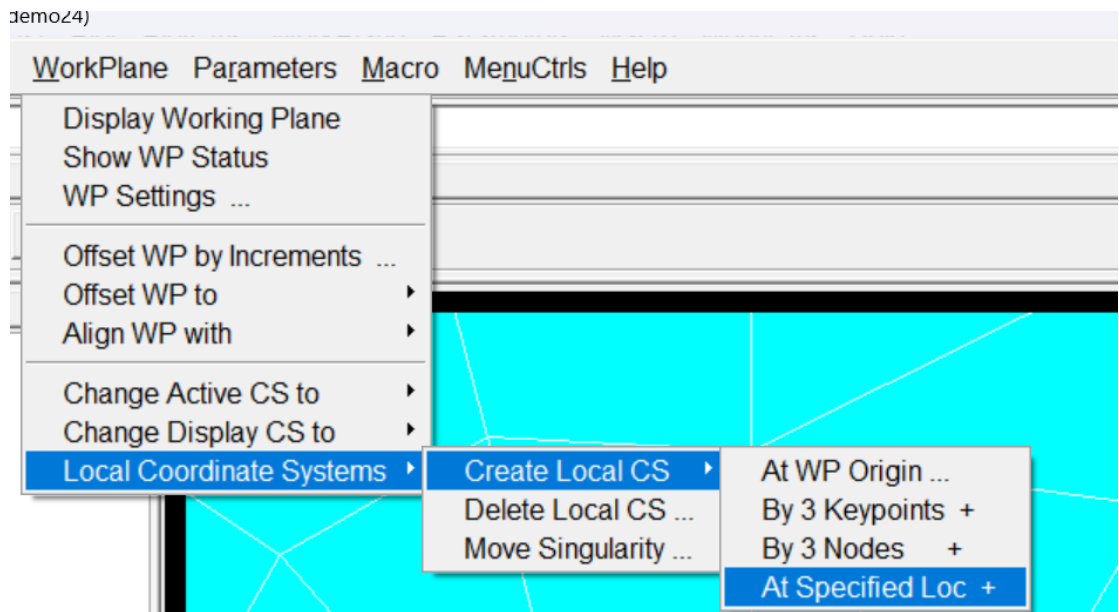 demo24)
WorkPlane Parameters Macro MenuCtrls Help
Display Working Plane
Show WP Status
WP Settings ...
Offset WP by Increments ...
Offset WP to
Align WP with
Change Active CS to
Change Display CS to
Local Coordinate Systems
Create Local CS
Delete Local CS ...
Move Singularity ...
At WP Origin ...
By 3 Keypoints +
By 3 Nodes +
At Specified Loc +